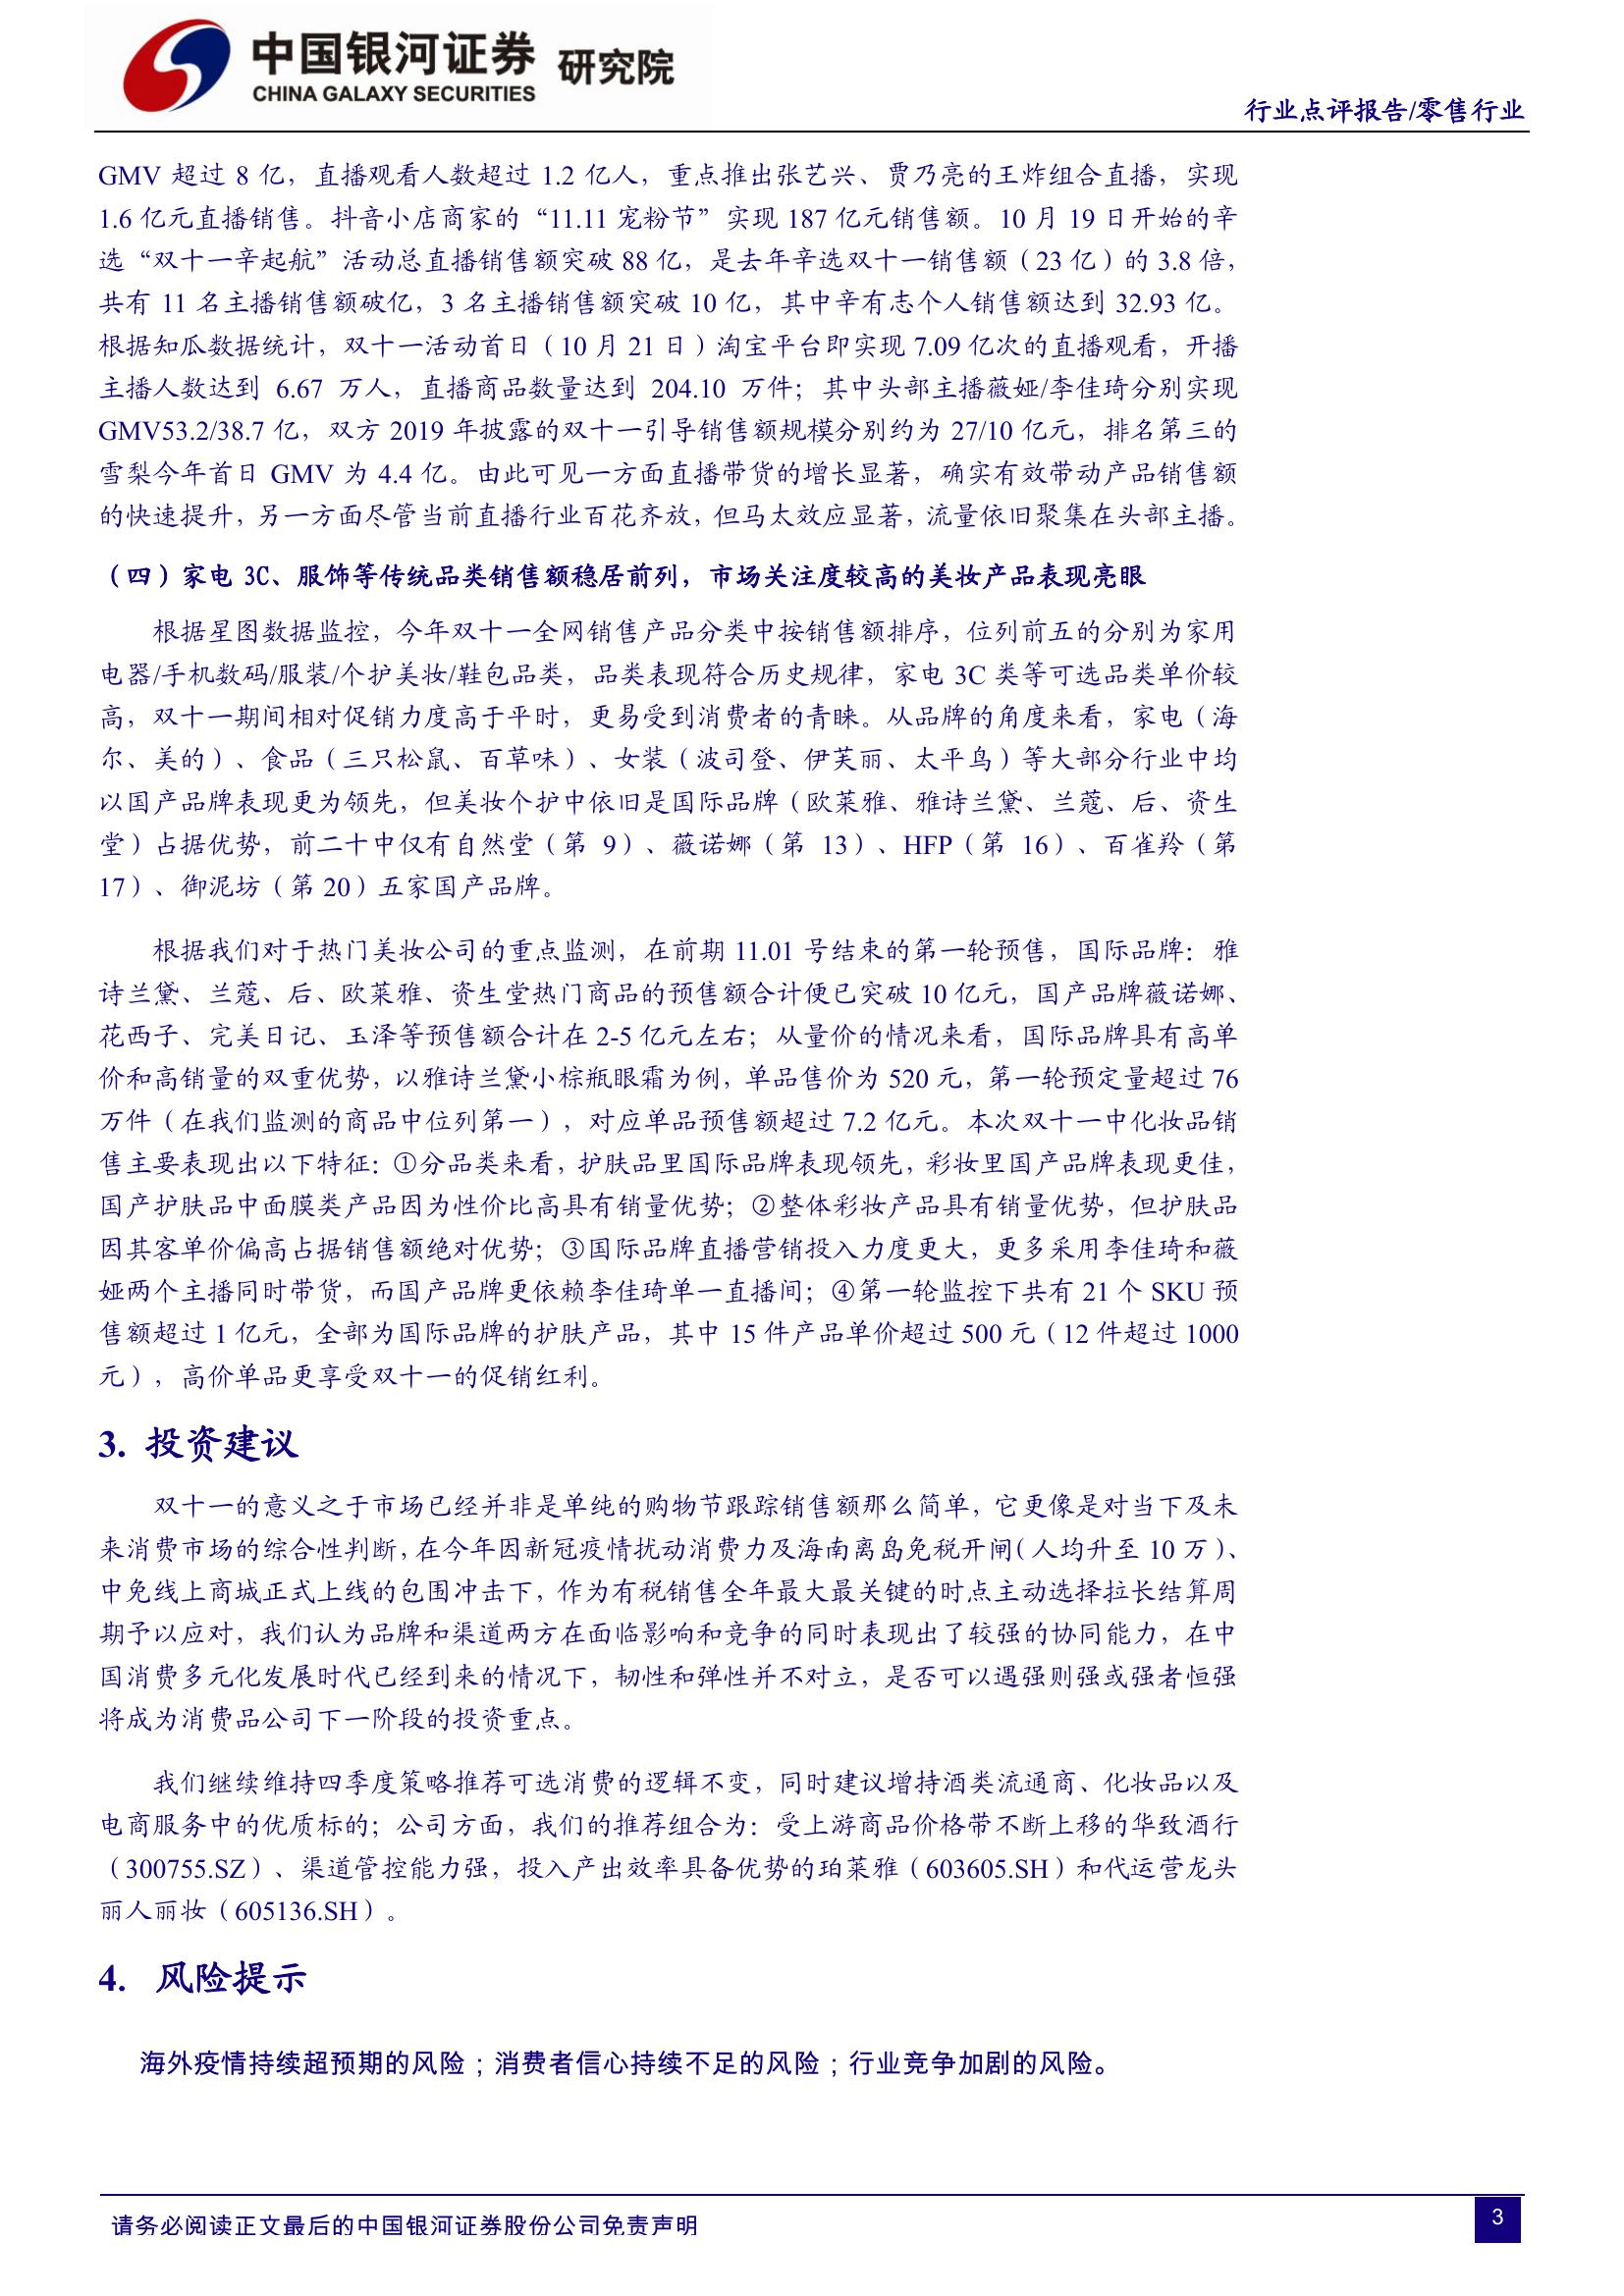 中国银河证券 研究院
CHINA GALAXY SECURITIES
行业点评报告/零售行业
GMV 超过 8 亿，直播观看人数超过 1.2 亿人，重点推出张艺兴、贾乃亮的王炸组合直播，实现
1.6 亿元直播销售。抖音小店商家的“11.11 宠粉节”实现 187 亿元销售额。10 月 19 日开始的辛
选“双十一辛起航”活动总直播销售额突破 88 亿，是去年辛选双十一销售额（23 亿）的 3.8 倍，
共有 11 名主播销售额破亿，3 名主播销售额突破 10 亿，其中辛有志个人销售额达到 32.93 亿。
根据知瓜数据统计，双十一活动首日（10 月 21 日）淘宝平台即实现 7.09 亿次的直播观看，开播
主播人数达到 6.67 万人，直播商品数量达到 204.10 万件；其中头部主播薇娅/李佳琦分别实现
GMV53.2/38.7 亿，双方 2019 年披露的双十一引导销售额规模分别约为 27/10 亿元，排名第三的
雪梨今年首日 GMV 为 4.4 亿。由此可见一方面直播带货的增长显著，确实有效带动产品销售额
的快速提升，另一方面尽管当前直播行业百花齐放，但马太效应显著，流量依旧聚集在头部主播。
（四）家电 3C、服饰等传统品类销售额稳居前列，市场关注度较高的美妆产品表现亮眼
根据星图数据监控，今年双十一全网销售产品分类中按销售额排序，位列前五的分别为家用
电器/手机数码/服装/个护美妆/鞋包品类，品类表现符合历史规律，家电 3C 类等可选品类单价较
高，双十一期间相对促销力度高于平时，更易受到消费者的青睐。从品牌的角度来看，家电（海
尔、美的）、食品（三只松鼠、百草味）、女装（波司登、伊芙丽、太平鸟）等大部分行业中均
以国产品牌表现更为领先，但美妆个护中依旧是国际品牌（欧莱雅、雅诗兰黛、兰蔻、后、资生
堂）占据优势，前二十中仅有自然堂（第 9）、薇诺娜（第 13）、HFP（第 16）、百雀羚（第
17）、御泥坊（第 20）五家国产品牌。
根据我们对于热门美妆公司的重点监测，在前期 11.01 号结束的第一轮预售，国际品牌：雅
诗兰黛、兰蔻、后、欧莱雅、资生堂热门商品的预售额合计便已突破 10 亿元，国产品牌薇诺娜、
花西子、完美日记、玉泽等预售额合计在 2-5 亿元左右；从量价的情况来看，国际品牌具有高单
价和高销量的双重优势，以雅诗兰黛小棕瓶眼霜为例，单品售价为 520 元，第一轮预定量超过 76
万件（在我们监测的商品中位列第一），对应单品预售额超过 7.2 亿元。本次双十一中化妆品销
售主要表现出以下特征：①分品类来看，护肤品里国际品牌表现领先，彩妆里国产品牌表现更佳，
国产护肤品中面膜类产品因为性价比高具有销量优势；②整体彩妆产品具有销量优势，但护肤品
因其客单价偏高占据销售额绝对优势；③国际品牌直播营销投入力度更大，更多采用李佳琦和薇
娅两个主播同时带货，而国产品牌更依赖李佳琦单一直播间；④第一轮监控下共有 21 个 SKU 预
售额超过 1 亿元，全部为国际品牌的护肤产品，其中 15 件产品单价超过 500 元（12 件超过 1000
元），高价单品更享受双十一的促销红利。
3. 投资建议
双十一的意义之于市场已经并非是单纯的购物节跟踪销售额那么简单，它更像是对当下及未
来消费市场的综合性判断，在今年因新冠疫情扰动消费力及海南离岛免税开闸（人均升至 10 万）、
中免线上商城正式上线的包围冲击下，作为有税销售全年最大最关键的时点主动选择拉长结算周
期予以应对，我们认为品牌和渠道两方在面临影响和竞争的同时表现出了较强的协同能力，在中
国消费多元化发展时代已经到来的情况下，韧性和弹性并不对立，是否可以遇强则强或强者恒强
将成为消费品公司下一阶段的投资重点。
我们继续维持四季度策略推荐可选消费的逻辑不变，同时建议增持酒类流通商、化妆品以及
电商服务中的优质标的；公司方面，我们的推荐组合为：受上游商品价格带不断上移的华致酒行
（300755.SZ）、渠道管控能力强，投入产出效率具备优势的珀莱雅（603605.SH）和代运营龙头
丽人丽妆（605136.SH）。
4. 风险提示
海外疫情持续超预期的风险；消费者信心持续不足的风险；行业竞争加剧的风险。
请务必阅读正文最后的中国银河证券股份公司免责声明
3